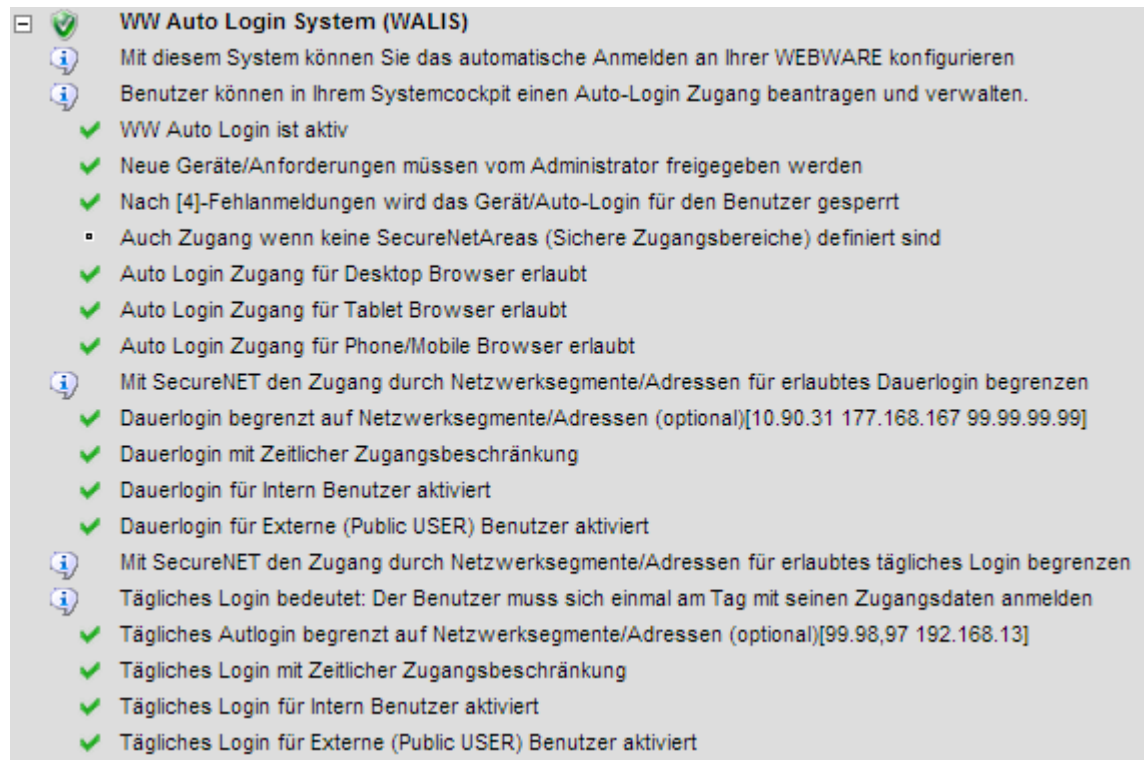 WW Auto Login System (WALIS)
Mit diesem System können Sie das automatische Anmelden an Ihrer WEBWARE konfigurieren
Benutzer können in Ihrem Systemcockpit einen Auto-Login Zugang beantragen und verwalten.
WW Auto Login ist aktiv
Neue Geräte/Anforderungen müssen vom Administrator freigegeben werden
Nach [4]-Fehlanmeldungen wird das Gerät/Auto-Login für den Benutzer gesperrt
Auch Zugang wenn keine SecureNetAreas (Sichere Zugangsbereiche) definiert sind
Auto Login Zugang für Desktop Browser erlaubt
Auto Login Zugang für Tablet Browser erlaubt
Auto Login Zugang für Phone/Mobile Browser erlaubt
Mit SecureNET den Zugang durch Netzwerksegmente/Adressen für erlaubtes Dauerlogin begrenzen
Dauerlogin begrenzt auf Netzwerksegmente/Adressen (optional)[10.90.31 177.168.167 99.99.99.99]
Dauerlogin mit Zeitlicher Zugangsbeschränkung
Dauerlogin für Intern Benutzer aktiviert
Dauerlogin für Externe (Public USER) Benutzer aktiviert
Mit SecureNET den Zugang durch Netzwerksegmente/Adressen für erlaubtes tägliches Login begrenzen
Tägliches Login bedeutet: Der Benutzer muss sich einmal am Tag mit seinen Zugangsdaten anmelden
Tägliches Autlogin begrenzt auf Netzwerksegmente/Adressen (optional)[99.98,97 192.168.13]
Tägliches Login mit Zeitlicher Zugangsbeschränkung
Tägliches Login für Intern Benutzer aktiviert
Tägliches Login für Externe (Public USER) Benutzer aktiviert